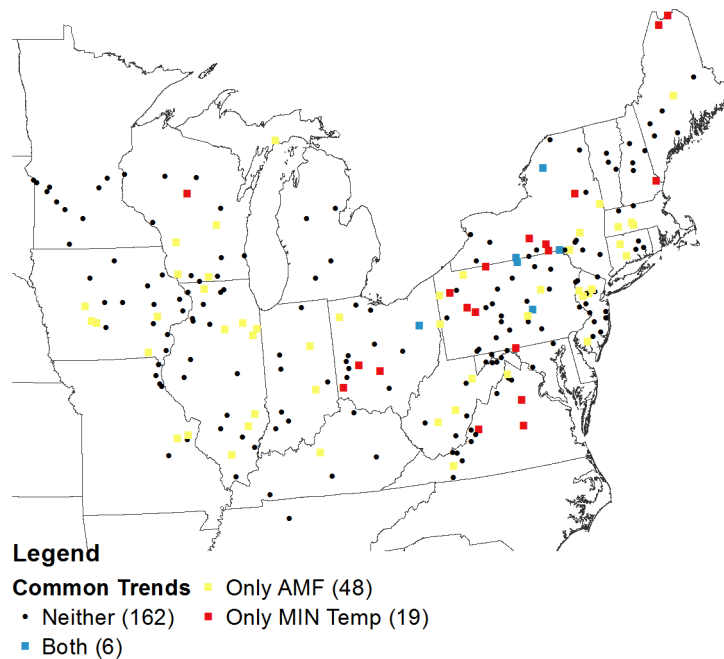 Legend
Common Trends
Only AMF (48)
Neither (162)
Only MIN Temp (19)
Both (6)